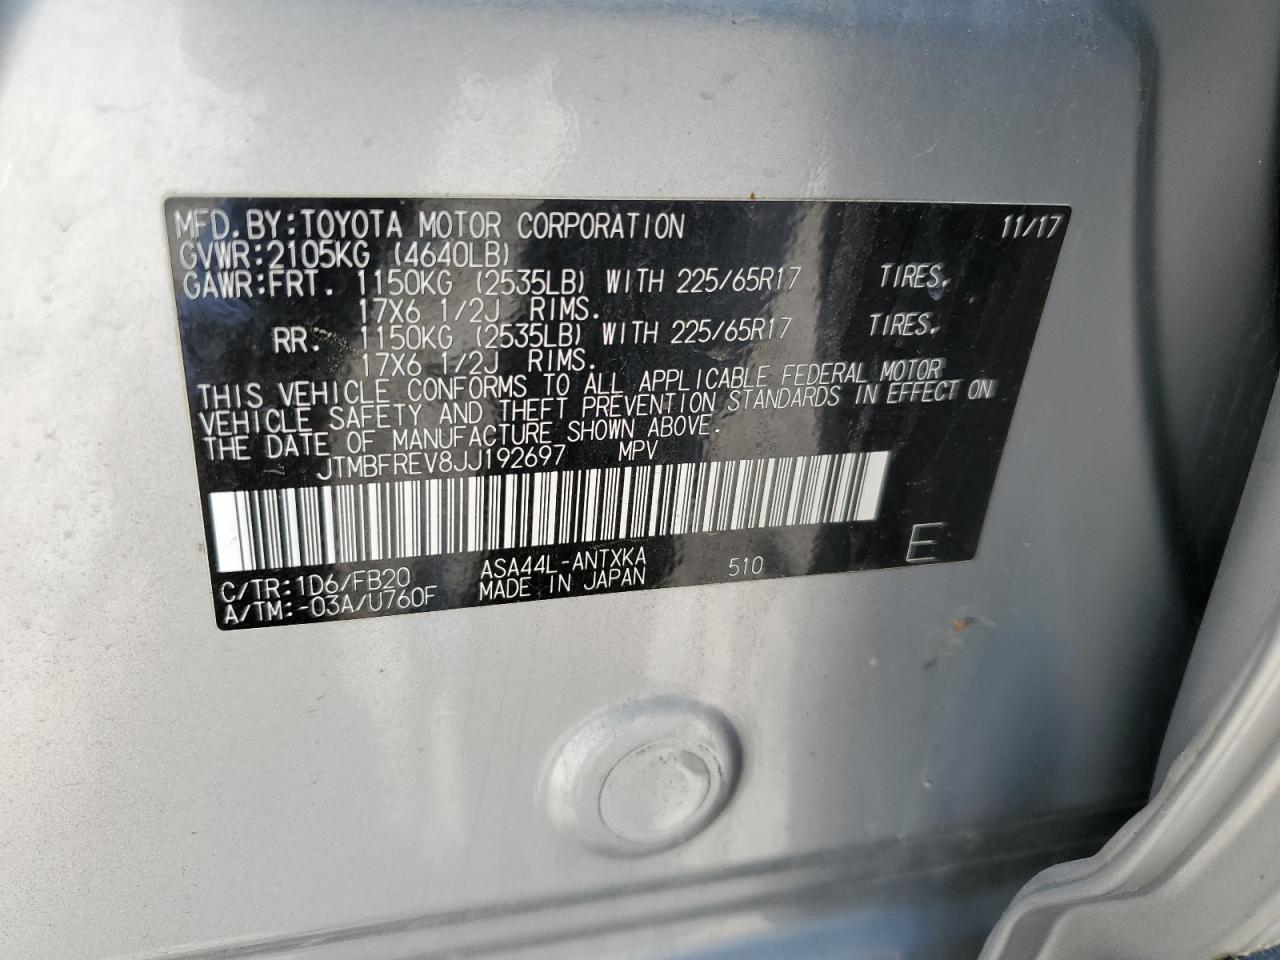 MFD. BY: TOYOTA MOTOR CORPORATION 11/17
GVWR: 2105KG (4640LB)
GAWR: FRT. 1150KG (2535LB) WITH 225/65R17 TIRES.
17X6 1/2J RIMS.
RR. 1150KG (2535LB) WITH 225/65R17 TIRES.
17X6 1/2J RIMS.
THIS VEHICLE CONFORMS TO ALL APPLICABLE FEDERAL MOTOR
VEHICLE SAFETY AND THEFT PREVENTION STANDARDS IN EFFECT ON
THE DATE OF MANUFACTURE SHOWN ABOVE.
JTMBFREV8JJ192697 MPV
C/TR: 1D6/FB20 ASA44L-ANTXKA 510 E
A/TM: -03A/U760F MADE IN JAPAN